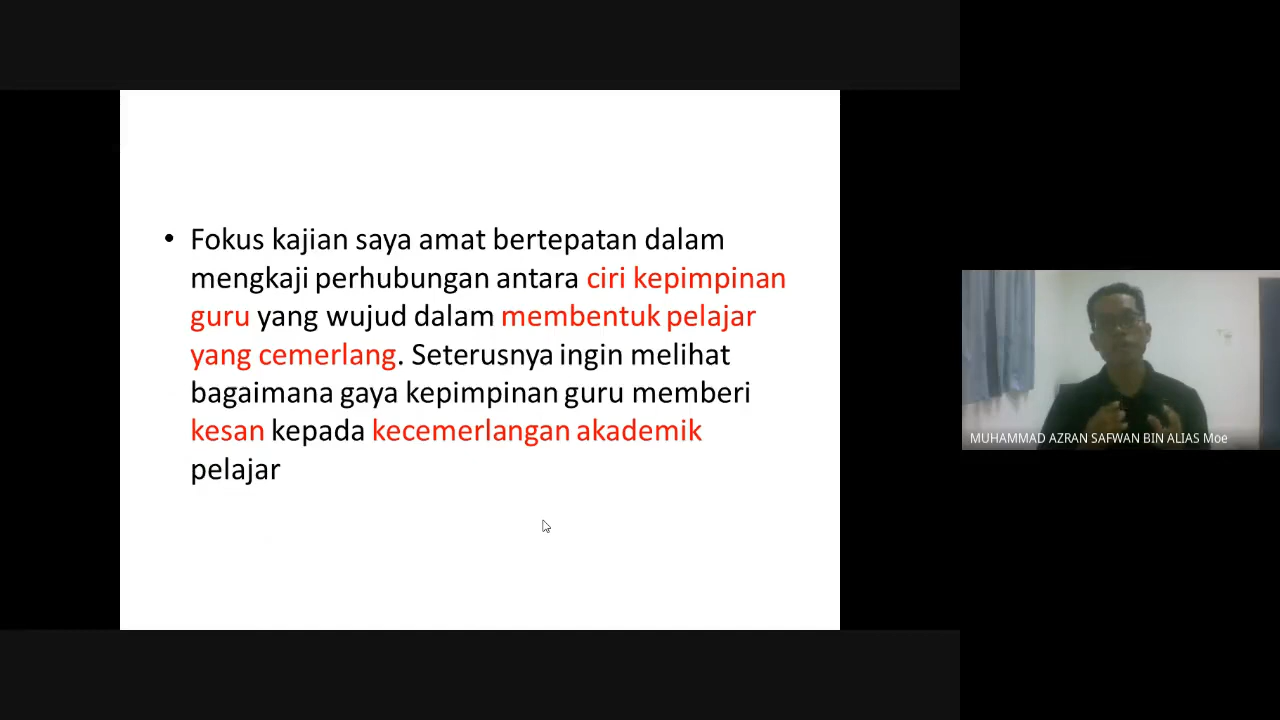 • Fokus kajian saya amat bertepatan dalam
mengkaji perhubungan antara ciri kepimpinan
guru yang wujud dalam membentuk pelajar
yang cemerlang. Seterusnya ingin melihat
bagaimana gaya kepimpinan guru memberi
kesan kepada kecemerlangan akademik
pelajar
MUHAMMAD AZRAN SAFWAN BIN ALIAS Moe